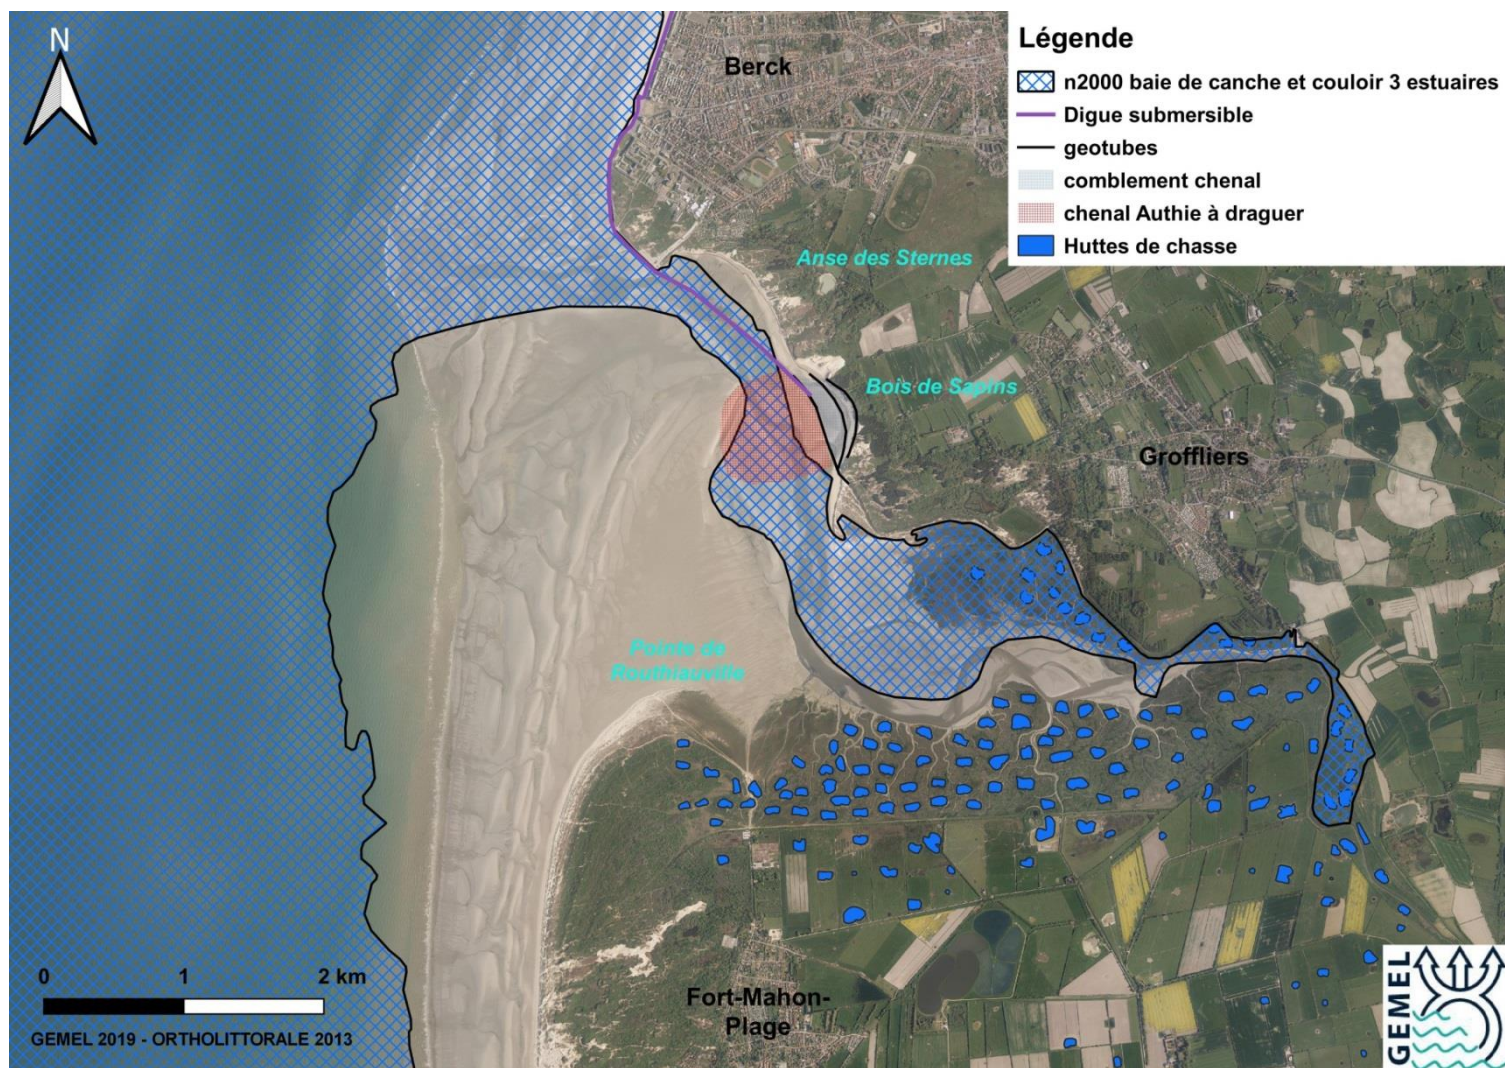 N
Berck
Légende
n2000 baie de canche et couloir 3 estuaires
Digue submersible
geotubes
comblement chenal
chenal Authie à draguer
Huttes de chasse
Anse des Sternes
Bois de Sapins
Groffliers
Pointe de
Routhiauville
0 1 2 km
Fort-Mahon-
Plage
GEMEL 2019 - ORTHOLITTORALE 2013
GEMEL